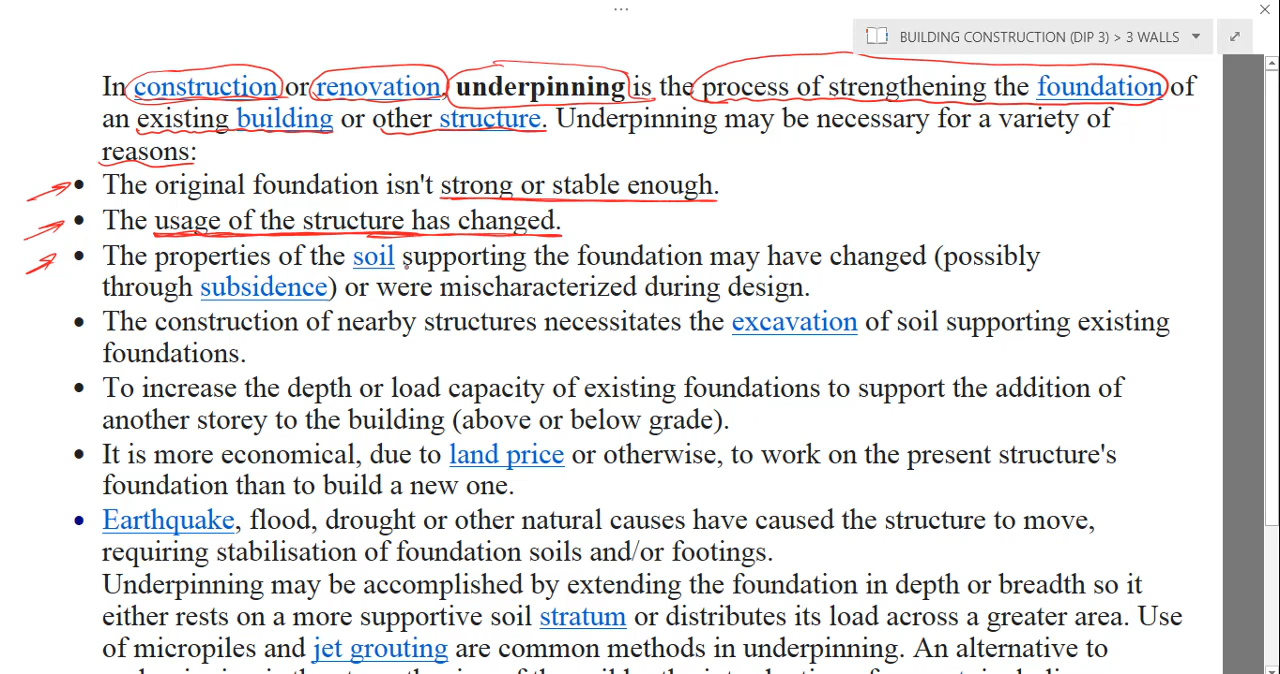 ...
BUILDING CONSTRUCTION (DIP 3) > 3 WALLS
In construction or renovation, underpinning is the process of strengthening the foundation of
an existing building or other structure. Underpinning may be necessary for a variety of
reasons:
• The original foundation isn't strong or stable enough.
• The usage of the structure has changed.
• The properties of the soil supporting the foundation may have changed (possibly
through subsidence) or were mischaracterized during design.
• The construction of nearby structures necessitates the excavation of soil supporting existing
foundations.
• To increase the depth or load capacity of existing foundations to support the addition of
another storey to the building (above or below grade).
• It is more economical, due to land price or otherwise, to work on the present structure's
foundation than to build a new one.
• Earthquake, flood, drought or other natural causes have caused the structure to move,
requiring stabilisation of foundation soils and/or footings.
Underpinning may be accomplished by extending the foundation in depth or breadth so it
either rests on a more supportive soil stratum or distributes its load across a greater area. Use
of micropiles and jet grouting are common methods in underpinning. An alternative to